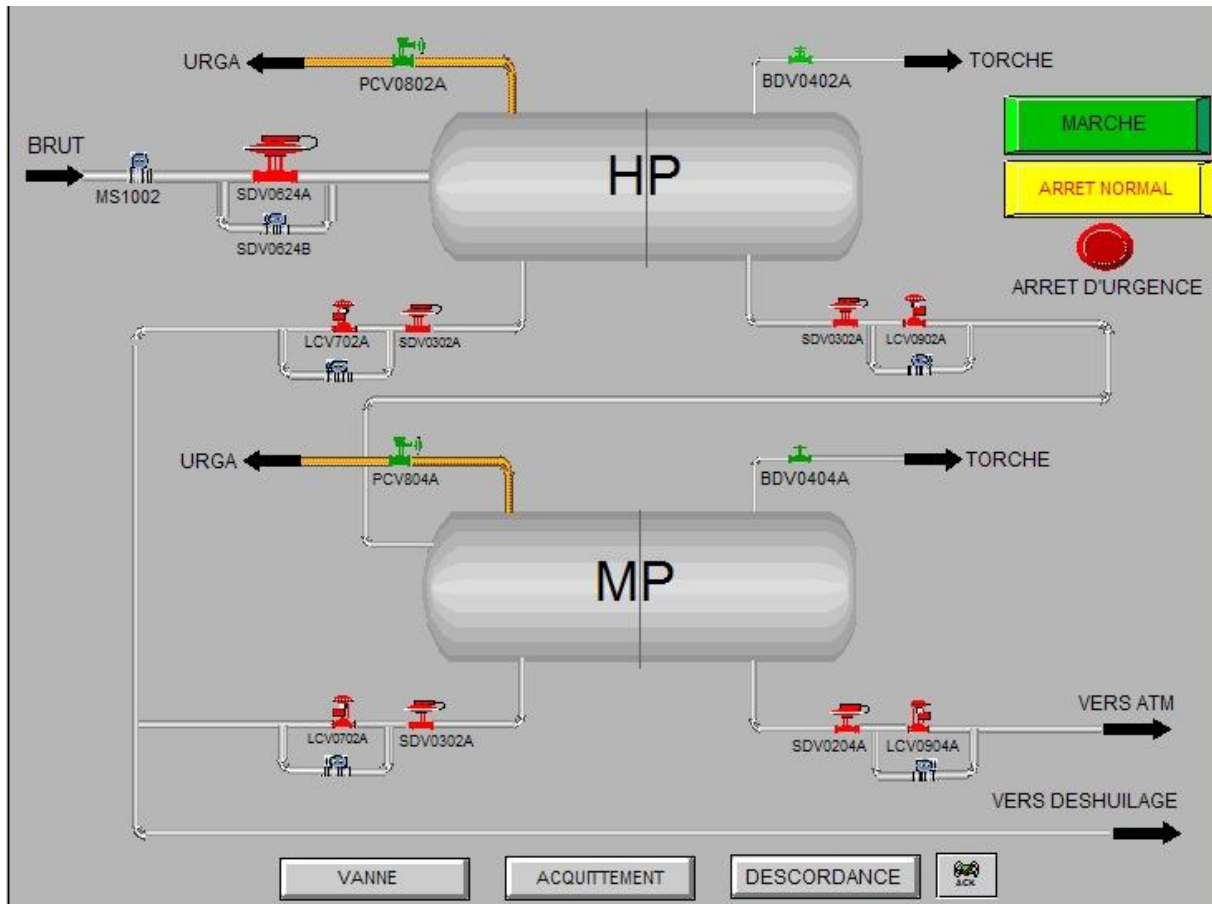 URGA
PCV0802A
BDV0402A
TORCHE
MARCHE
BRUT
HP
ARRET NORMAL
MS1002
SDV0624A
SDV0624B
ARRET D'URGENCE
LCV702A
SDV0302A
SDV0302A
LCV0902A
URGA
PCV804A
BDV0404A
TORCHE
MP
LCV0702A
SDV0302A
SDV0204A
LCV0904A
VERS ATM
VERS DESHUILAGE
VANNE
ACQUITTEMENT
DESCORDANCE
ACK